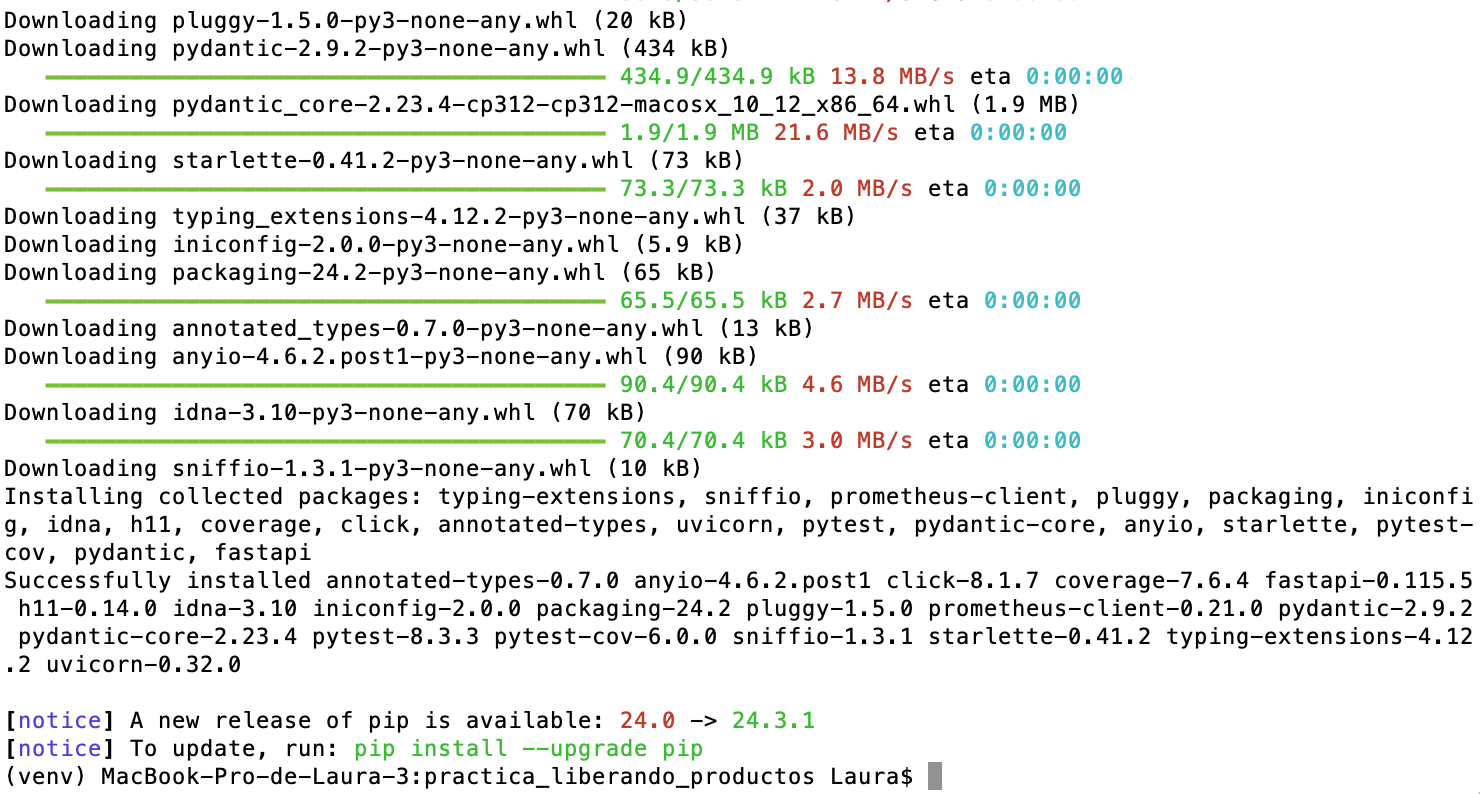 Downloading pluggy-1.5.0-py3-none-any.whl (20 kB)
Downloading pydantic-2.9.2-py3-none-any.whl (434 kB)
434.9/434.9 kB 13.8 MB/s eta 0:00:00
Downloading pydantic_core-2.23.4-cp312-cp312-macosx_10_12_x86_64.whl (1.9 MB)
1.9/1.9 MB 21.6 MB/s eta 0:00:00
Downloading starlette-0.41.2-py3-none-any.whl (73 kB)
73.3/73.3 kB 2.0 MB/s eta 0:00:00
Downloading typing_extensions-4.12.2-py3-none-any.whl (37 kB)
Downloading iniconfig-2.0.0-py3-none-any.whl (5.9 kB)
Downloading packaging-24.2-py3-none-any.whl (65 kB)
65.5/65.5 kB 2.7 MB/s eta 0:00:00
Downloading annotated_types-0.7.0-py3-none-any.whl (13 kB)
Downloading anyio-4.6.2.post1-py3-none-any.whl (90 kB)
90.4/90.4 kB 4.6 MB/s eta 0:00:00
Downloading idna-3.10-py3-none-any.whl (70 kB)
70.4/70.4 kB 3.0 MB/s eta 0:00:00
Downloading sniffio-1.3.1-py3-none-any.whl (10 kB)
Installing collected packages: typing-extensions, sniffio, prometheus-client, pluggy, packaging, iniconfi
g, idna, h11, coverage, click, annotated-types, uvicorn, pytest, pydantic-core, anyio, starlette, pytest-
cov, pydantic, fastapi
Successfully installed annotated-types-0.7.0 anyio-4.6.2.post1 click-8.1.7 coverage-7.6.4 fastapi-0.115.5
h11-0.14.0 idna-3.10 iniconfig-2.0.0 packaging-24.2 pluggy-1.5.0 prometheus-client-0.21.0 pydantic-2.9.2
pydantic-core-2.23.4 pytest-8.3.3 pytest-cov-6.0.0 sniffio-1.3.1 starlette-0.41.2 typing-extensions-4.12
.2 uvicorn-0.32.0
[notice] A new release of pip is available: 24.0 -> 24.3.1
[notice] To update, run: pip install --upgrade pip
(venv) MacBook-Pro-de-Laura-3:practica_liberando_productos Laura$